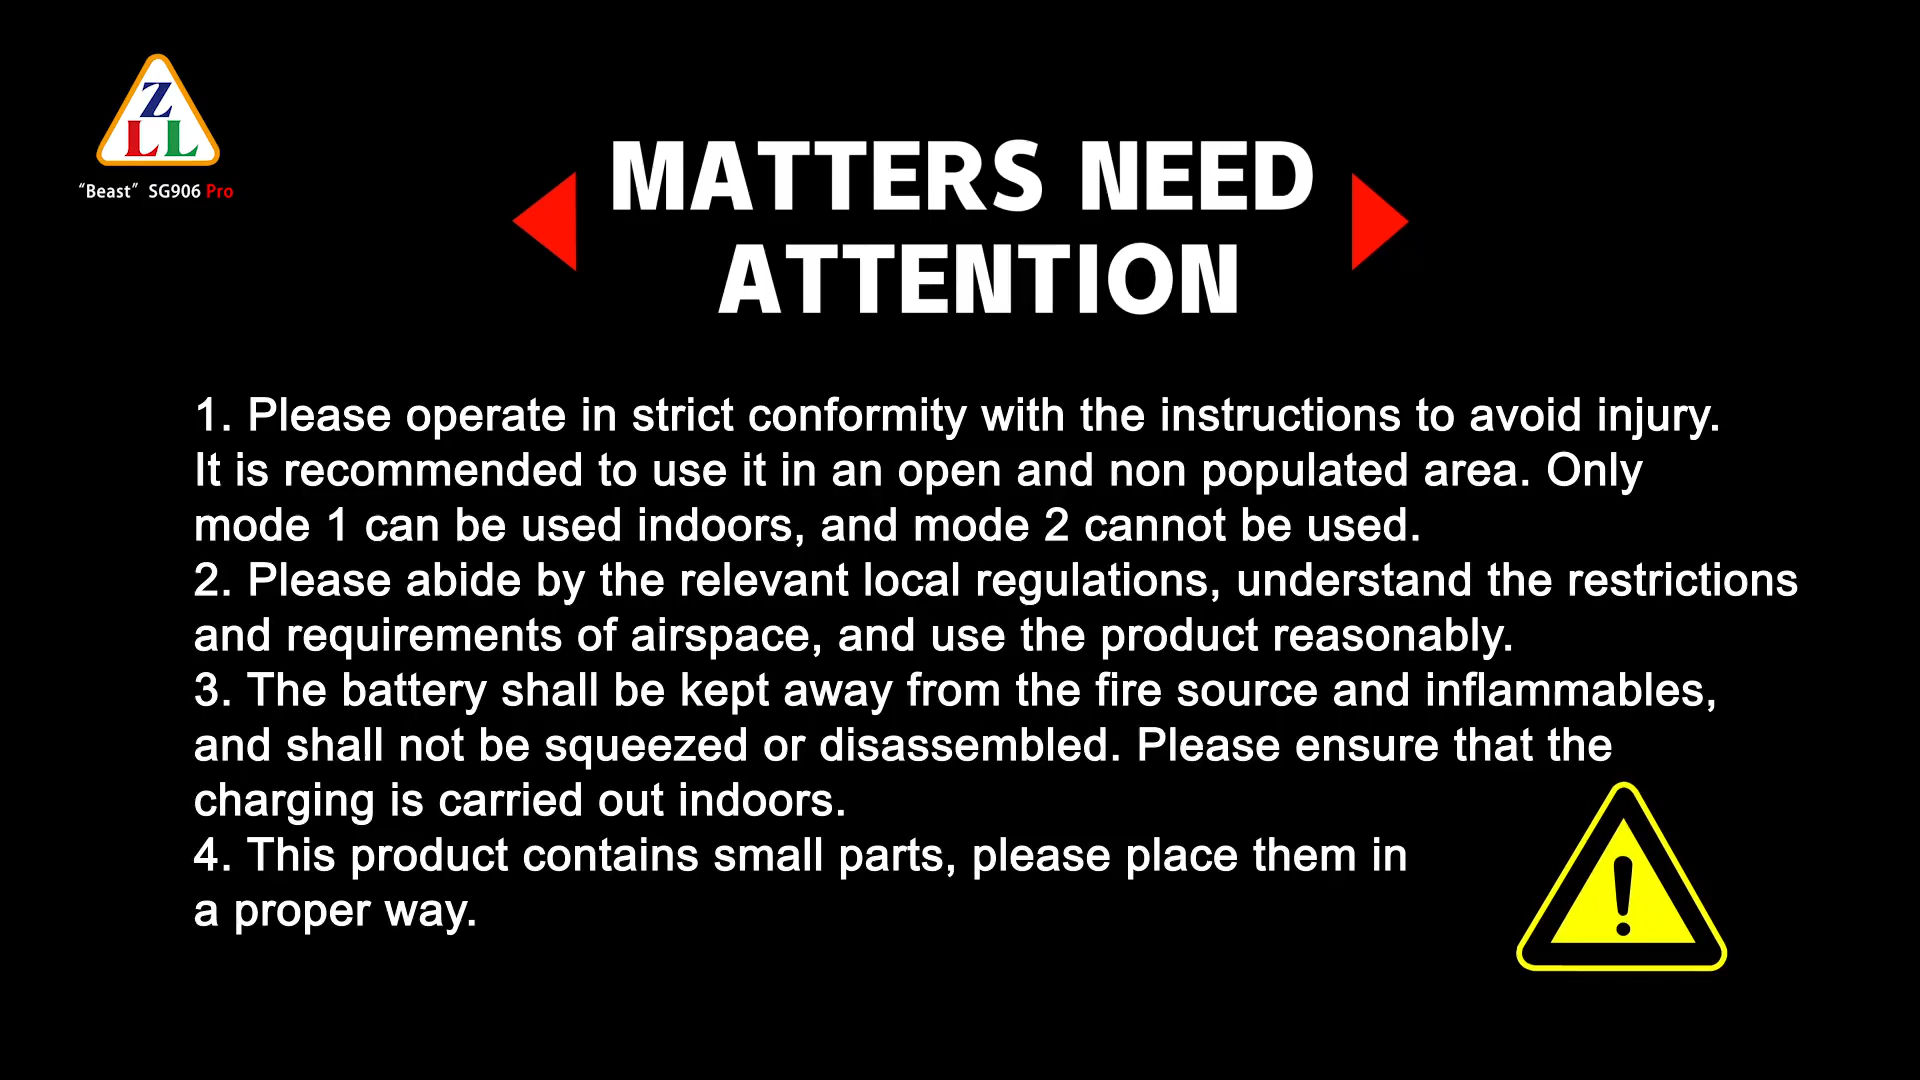 Z
LL
“Beast” SG906 Pro
MATTERS NEED
ATTENTION
1. Please operate in strict conformity with the instructions to avoid injury.
It is recommended to use it in an open and non populated area. Only
mode 1 can be used indoors, and mode 2 cannot be used.
2. Please abide by the relevant local regulations, understand the restrictions
and requirements of airspace, and use the product reasonably.
3. The battery shall be kept away from the fire source and inflammables,
and shall not be squeezed or disassembled. Please ensure that the
charging is carried out indoors.
4. This product contains small parts, please place them in
a proper way.
!